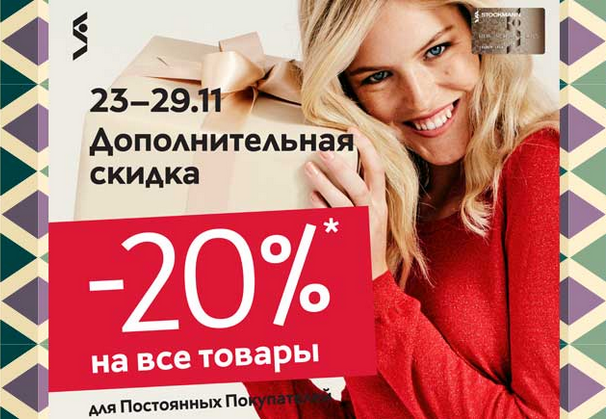 STOCKMANN
23–29.11
Дополнительная
скидка
-20%*
на все товары
для Постоянных Покупателей